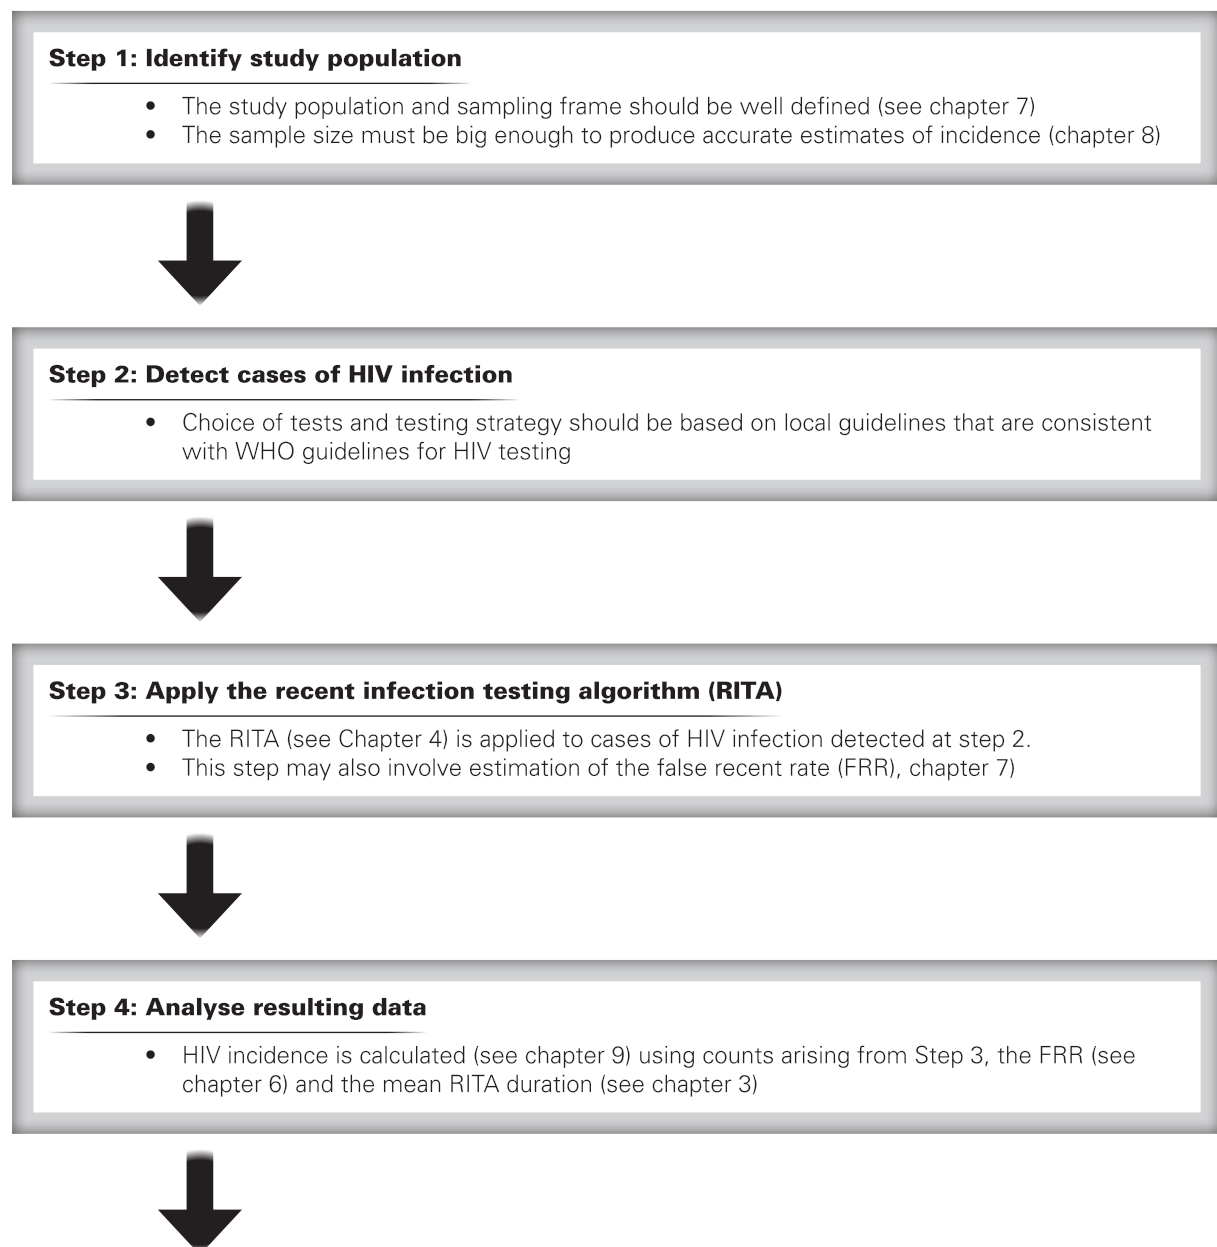 Step 1: Identify study population
• The study population and sampling frame should be well defined (see chapter 7)
• The sample size must be big enough to produce accurate estimates of incidence (chapter 8)
Step 2: Detect cases of HIV infection
• Choice of tests and testing strategy should be based on local guidelines that are consistent
with WHO guidelines for HIV testing
Step 3: Apply the recent infection testing algorithm (RITA)
• The RITA (see Chapter 4) is applied to cases of HIV infection detected at step 2.
• This step may also involve estimation of the false recent rate (FRR), chapter 7)
Step 4: Analyse resulting data
• HIV incidence is calculated (see chapter 9) using counts arising from Step 3, the FRR (see
chapter 6) and the mean RITA duration (see chapter 3)